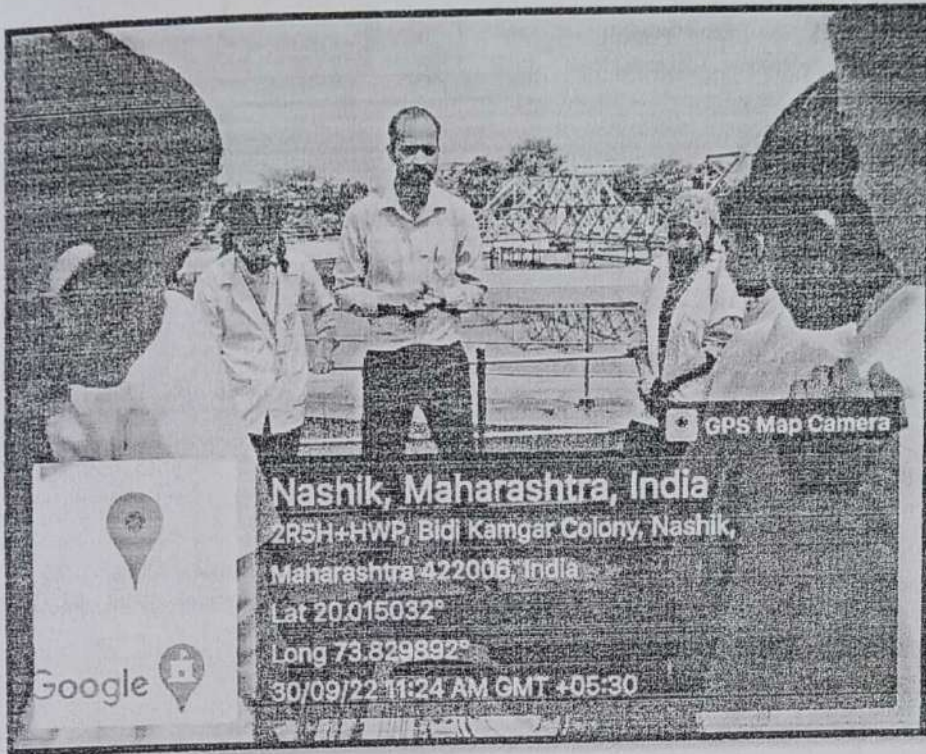 GPS Map Camera
Nashik, Maharashtra, India
2R5H+HWP, Bidi Kamgar Colony, Nashik,
Maharashtra 422006, India
Lat 20.015032°
Long 73.829892°
30/09/22 11:24 AM GMT +05:30
Google